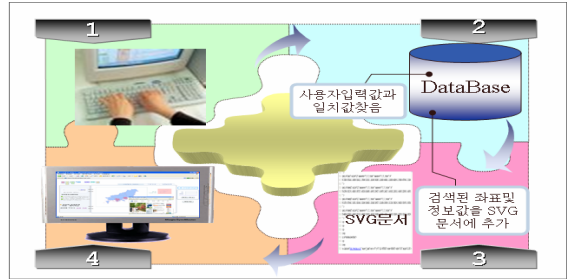 1
2
사용자입력값과
일치값찾음
DataBase
검색된 좌표및
정보값을 SVG
문서에 추가
SVG문서
4
3